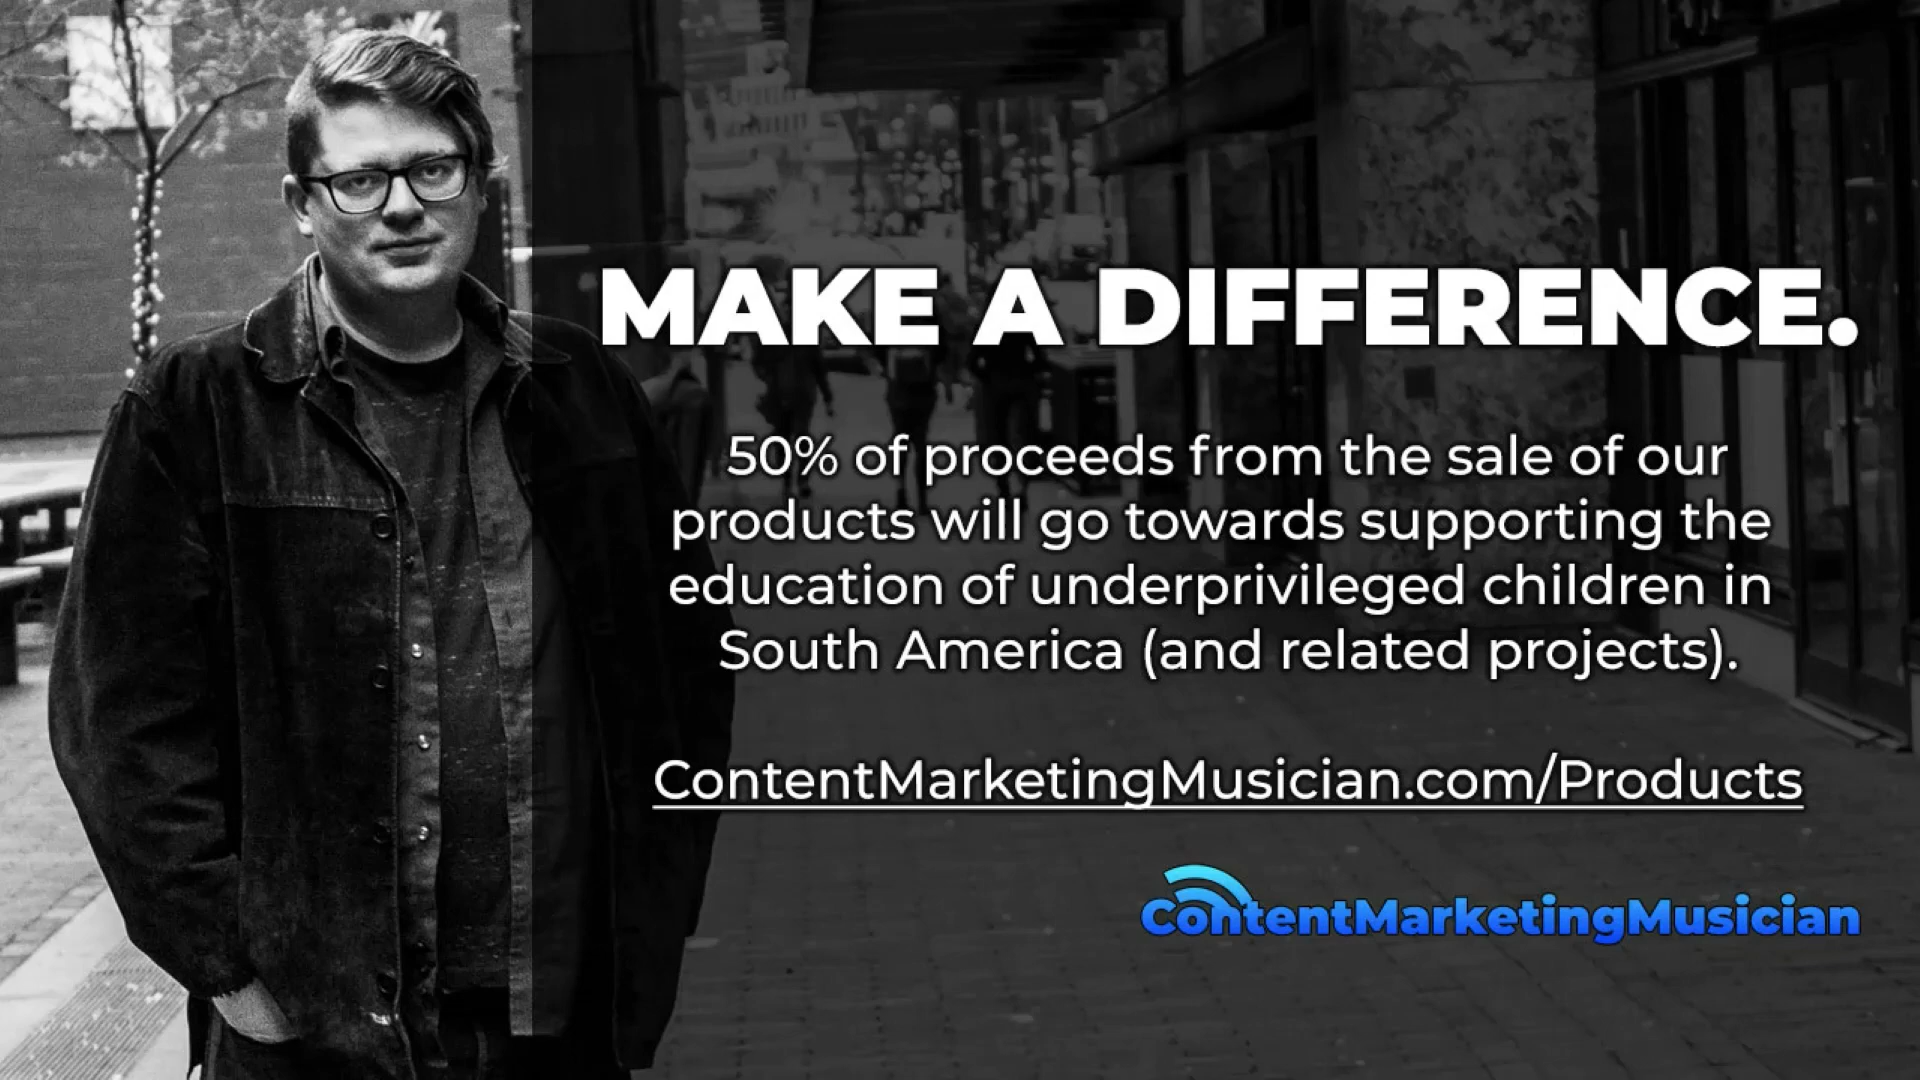 MAKE A DIFFERENCE.
50% of proceeds from the sale of our
products will go towards supporting the
education of underprivileged children in
South America (and related projects).
ContentMarketingMusician.com/Products
ContentMarketingMusician